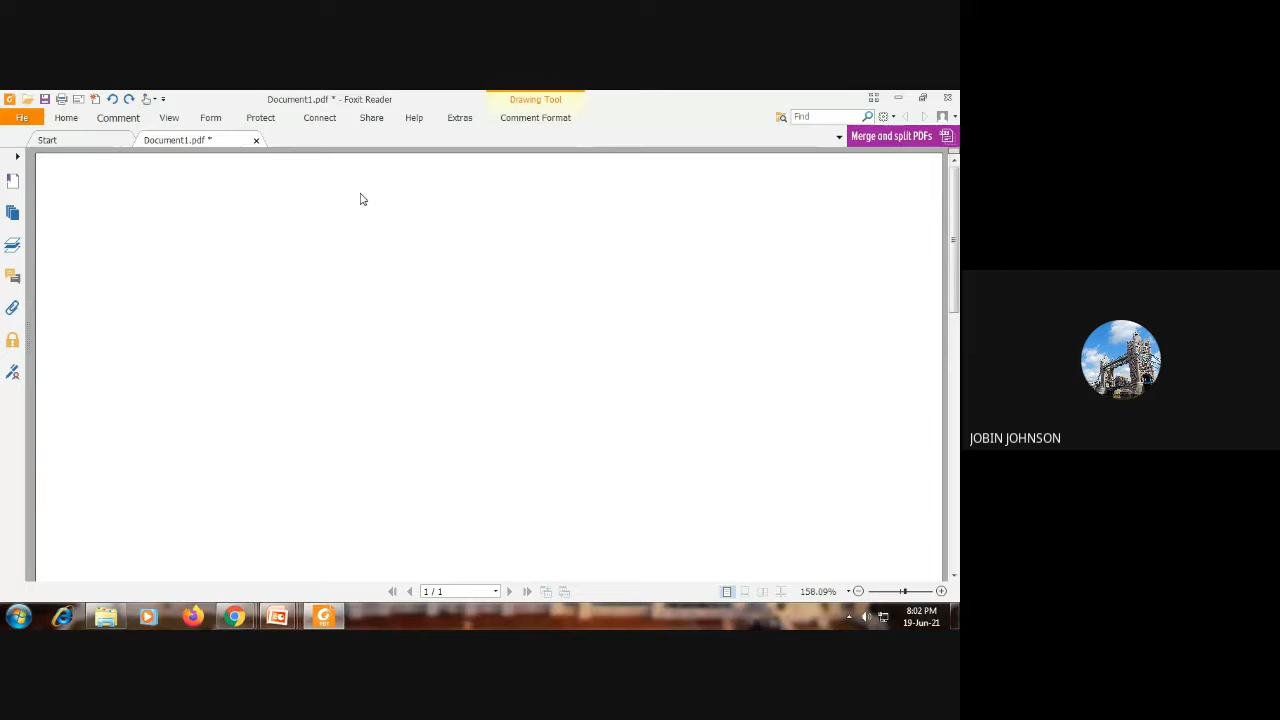 Document1.pdf * - Foxit Reader
Drawing Tool
File Home Comment View Form Protect Connect Share Help Extras Comment Format Find
Start Document1.pdf * Merge and split PDFs
JOBIN JOHNSON
1 / 1 158.09%
8:02 PM
19-Jun-21